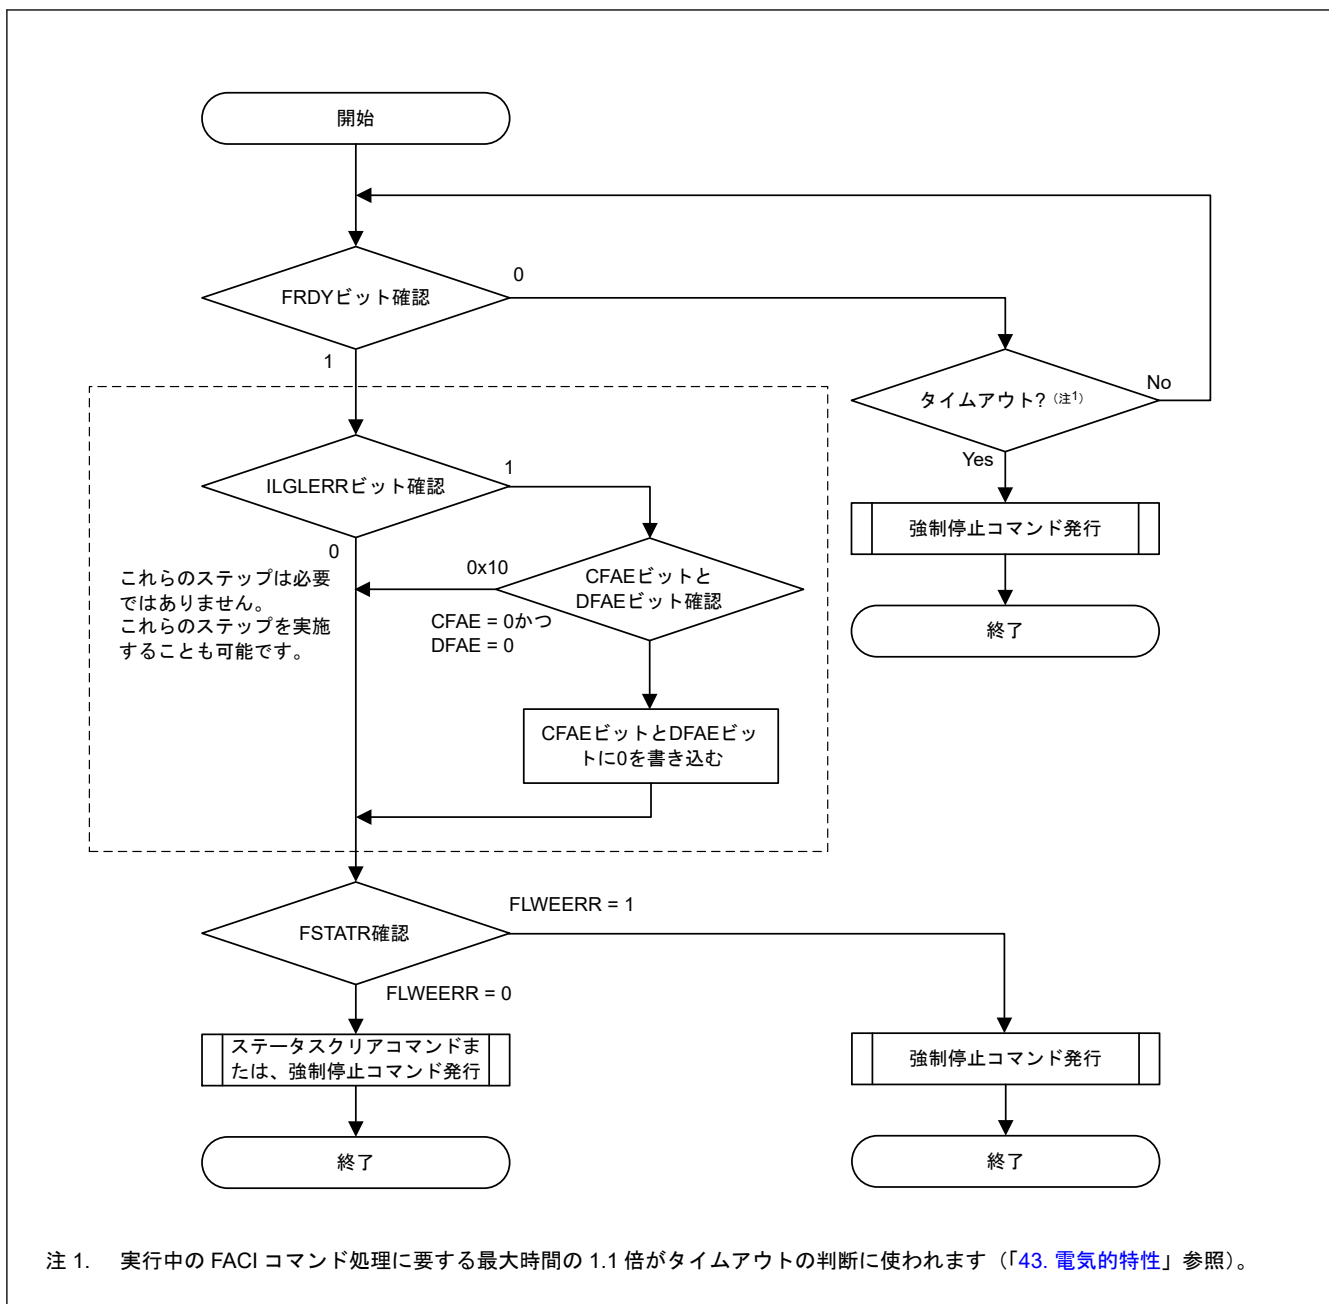 開始
FRDYビット確認
0
1
タイムアウト? (注1)
No
Yes
強制停止コマンド発行
終了
ILGLERRビット確認
1
0
これらのステップは必要
ではありません。
これらのステップを実施
することも可能です。
0x10
CFAEビットと
DFAEビット確認
CFAE = 0かつ
DFAE = 0
CFAEビットとDFAEビッ
トに0を書き込む
FSTATR確認
FLWEERR = 1
FLWEERR = 0
ステータスクリアコマンドま
たは、強制停止コマンド発行
終了
強制停止コマンド発行
終了
注 1. 実行中の FACI コマンド処理に要する最大時間の 1.1 倍がタイムアウトの判断に使われます（「43. 電気的特性」参照）。